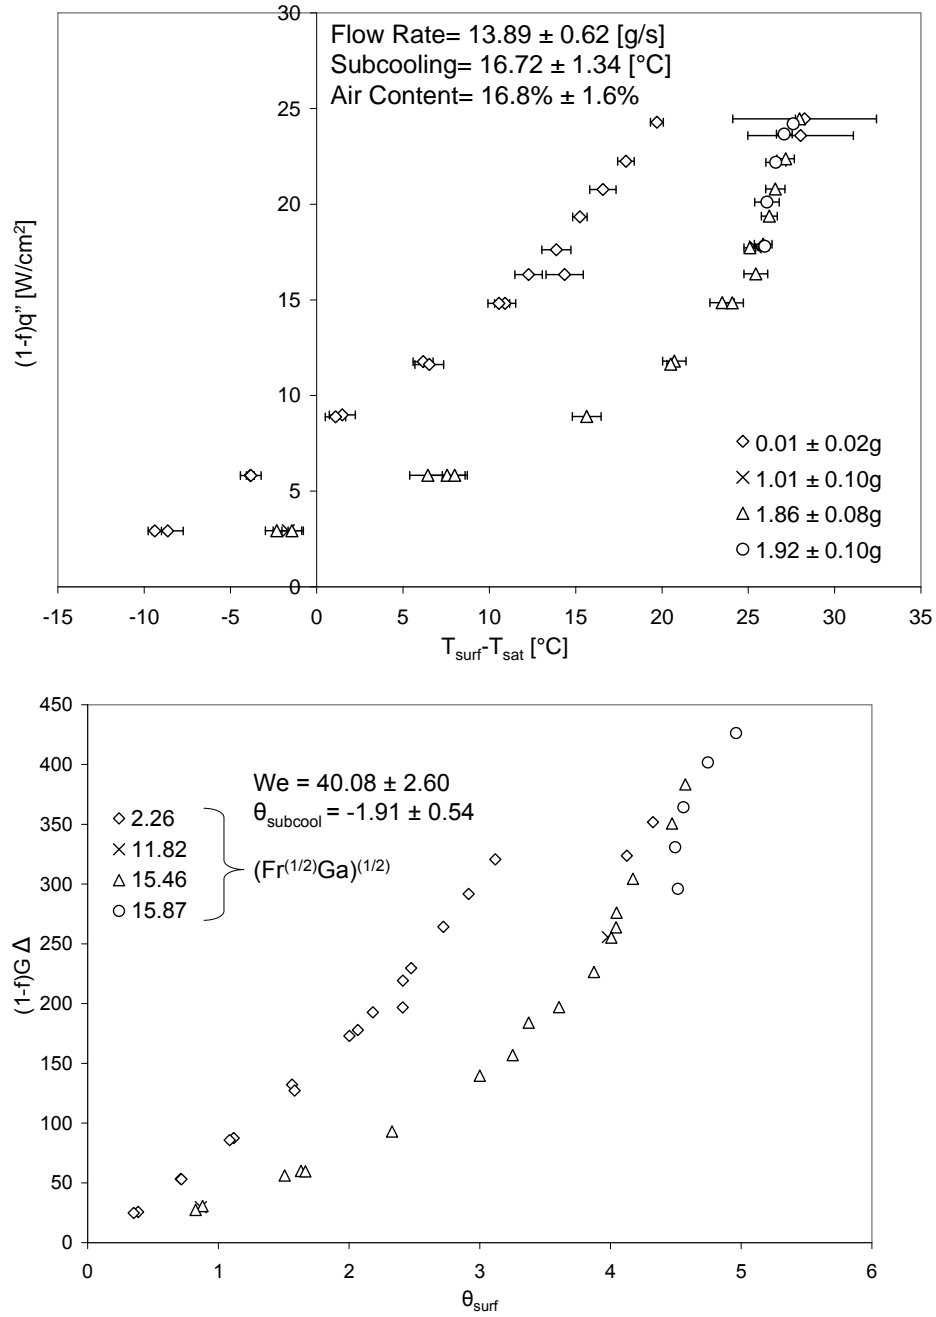 30
25
20
15
10
5
0
(1-f)q” [W/cm2]
Flow Rate= 13.89 ± 0.62 [g/s]
Subcooling= 16.72 ± 1.34 [°C]
Air Content= 16.8% ± 1.6%
0.01 ± 0.02g
1.01 ± 0.10g
1.86 ± 0.08g
1.92 ± 0.10g
-15 -10 -5 0 5 10 15 20 25 30 35
Tsurf-Tsat [°C]
450
400
350
300
250
200
150
100
50
0
(1-f)G Δ
We = 40.08 ± 2.60
θsubcool = -1.91 ± 0.54
2.26
11.82
15.46
15.87
(Fr(1/2)Ga)(1/2)
0 1 2 3 4 5 6
θsurf